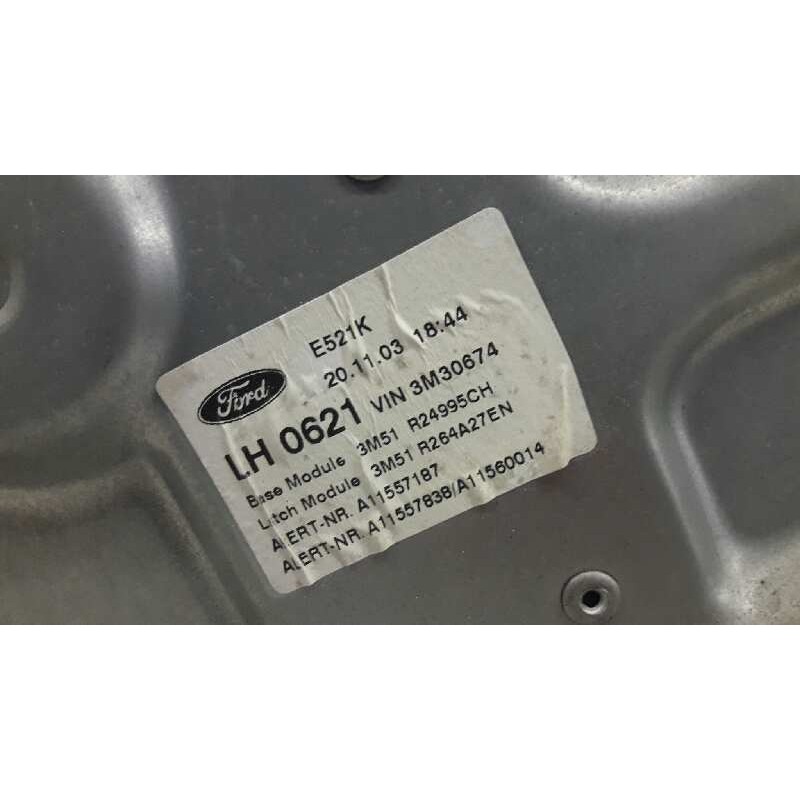 E521K
20.11.03 18:44
Ford
LH 0621 VIN 3M30674
Base Module 3M51 R24995CH
Latch Module 3M51 R264A27EN
ALERT-NR. A11557187
ALERT-NR. A11557838/A11560014